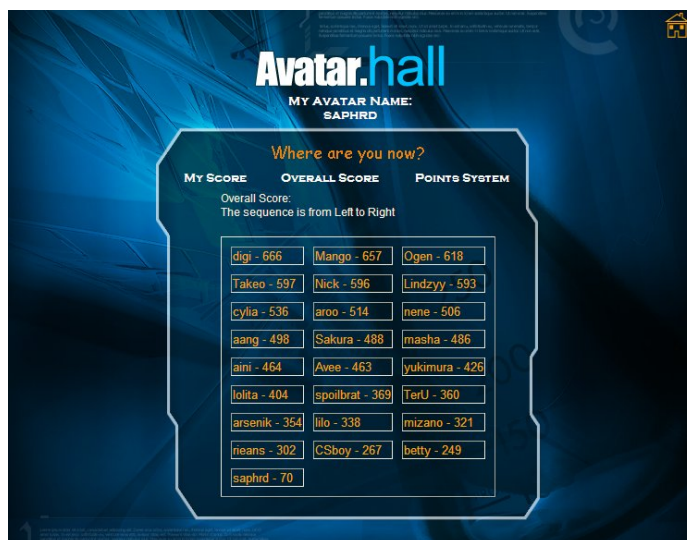 Avatar.hall
MY AVATAR NAME:
SAPHRD
Where are you now?
MY SCORE OVERALL SCORE POINTS SYSTEM
Overall Score:
The sequence is from Left to Right
digi - 666 Mango - 657 Ogen - 618
Takeo - 597 Nick - 596 Lindzyy - 593
cylia - 536 aroo - 514 nene - 506
aang - 498 Sakura - 488 masha - 486
aini - 464 Avee - 463 yukimura - 426
lolita - 404 spoilbrat - 369 TerU - 360
arsenik - 354 lilo - 338 mizano - 321
rieans - 302 CSboy - 267 betty - 249
saphrd - 70